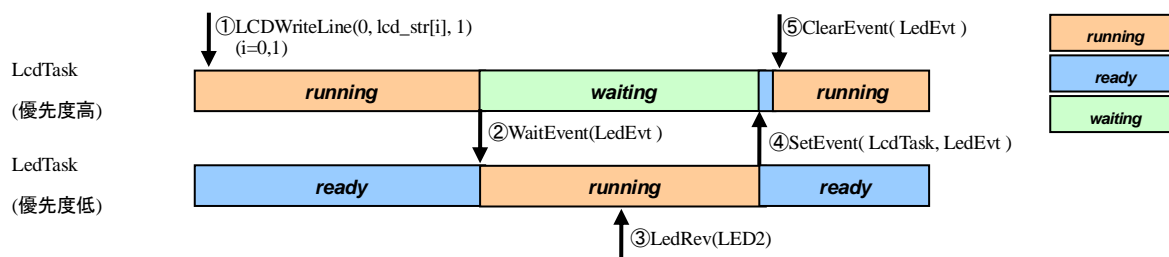 ①LCDWriteLine(0, lcd_str[i], 1)
(i=0,1)
⑤ClearEvent( LedEvt )
running
LcdTask
(優先度高)
running
waiting
running
ready
waiting
②WaitEvent(LedEvt )
④SetEvent( LcdTask, LedEvt )
LedTask
(優先度低)
ready
running
ready
③LedRev(LED2)